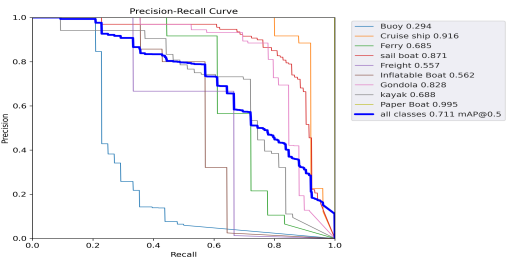 Precision-Recall Curve
1.0
0.8
0.6
0.4
0.2
0.0
Precision
0.0 0.2 0.4 0.6 0.8 1.0
Recall
Buoy 0.294
Cruise ship 0.916
Ferry 0.685
sail boat 0.871
Freight 0.557
Inflatable Boat 0.562
Gondola 0.828
kayak 0.688
Paper Boat 0.995
all classes 0.711 mAP@0.5